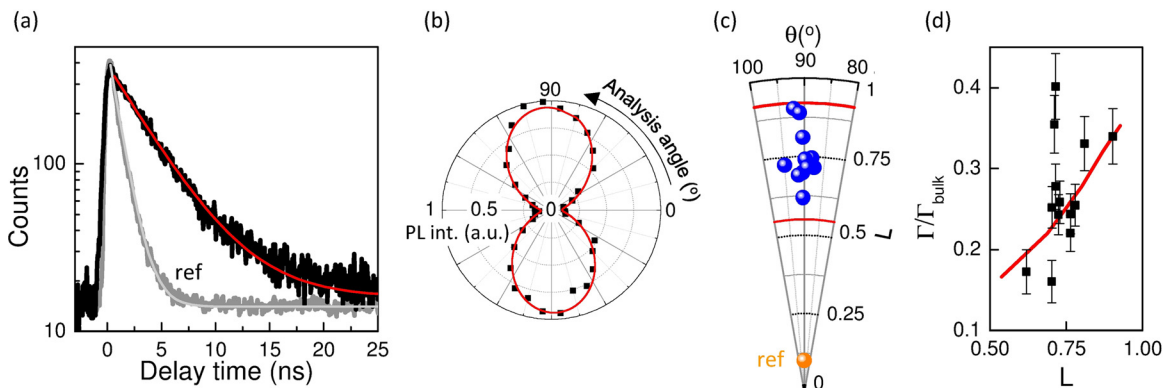 (a)
Counts
100
10
0
5
10
15
20
25
Delay time (ns)
ref
(b)
90
Analysis angle (º)
1
0.5
0
0
PL int. (a.u.)
(c)
θ(º)
100
90
80
1
0.75
0.5
0.25
0
L
ref
(d)
Γ/Γbulk
0.4
0.3
0.2
0.1
0.50
0.75
1.00
L